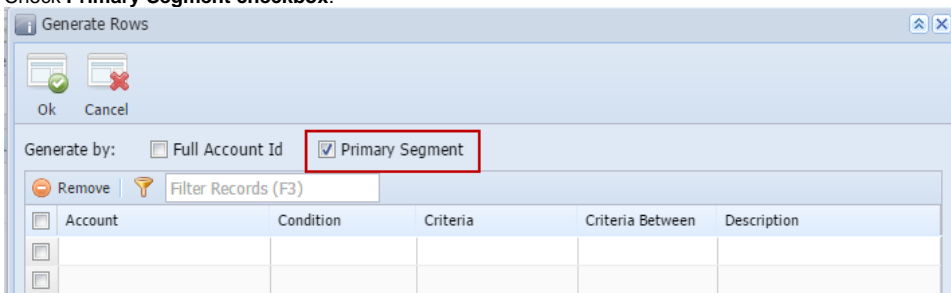 Check Primary Segment checkbox.
Generate Rows
Ok Cancel
Generate by: Full Account Id Primary Segment
Remove Filter Records (F3)
Account Condition Criteria Criteria Between Description